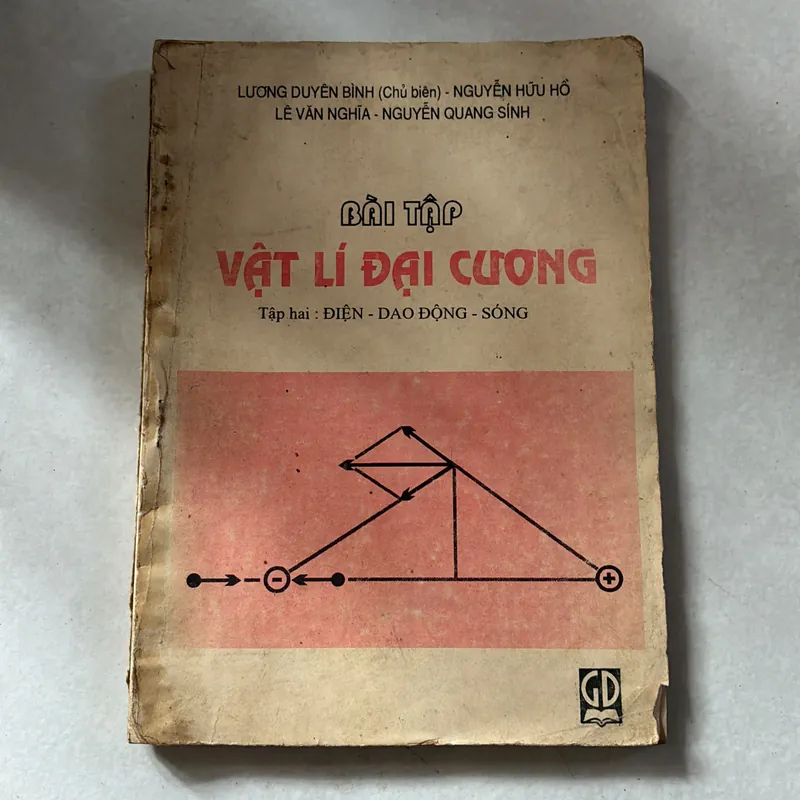 LƯƠNG DUYÊN BÌNH (Chủ biên) - NGUYỄN HỮU HỒ
LÊ VĂN NGHĨA - NGUYỄN QUANG SÍNH
BÀI TẬP
VẬT LÍ ĐẠI CƯƠNG
Tập hai : ĐIỆN - DAO ĐỘNG - SÓNG
-
+
GD